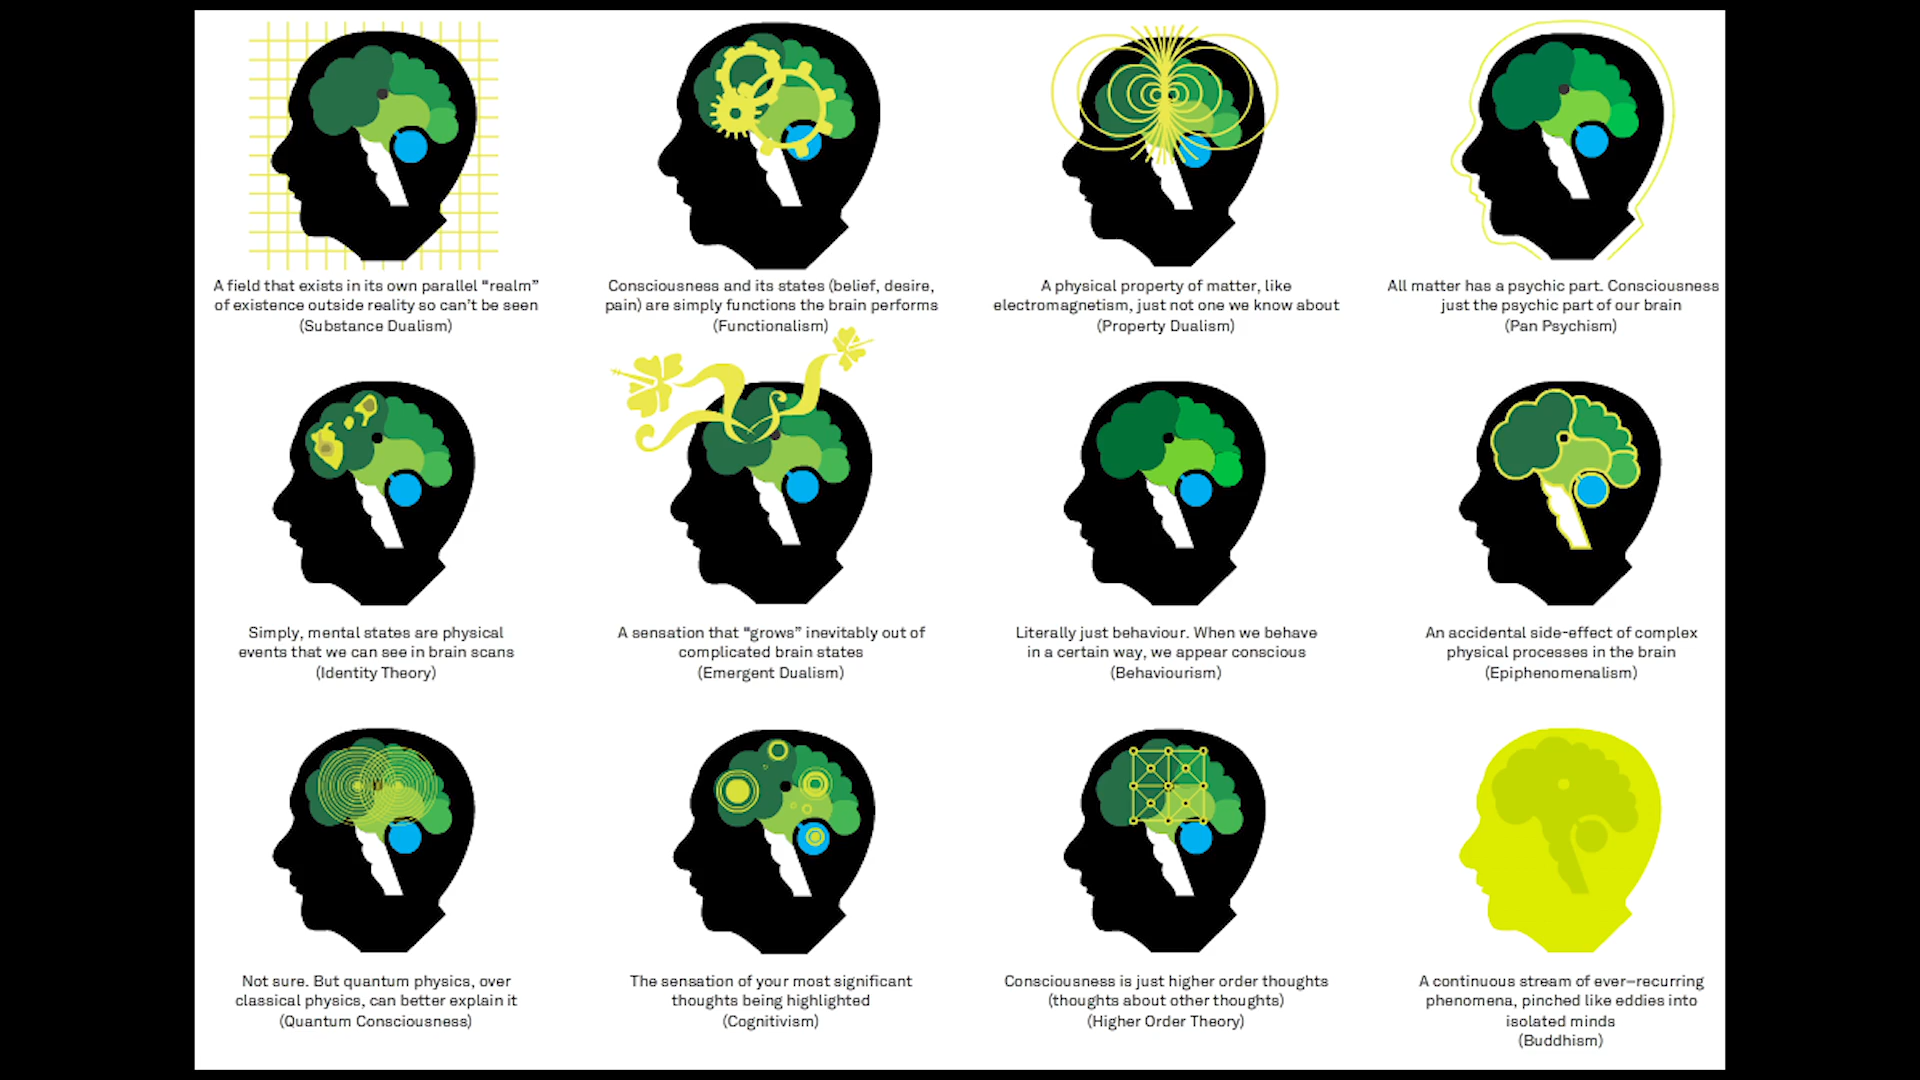 A field that exists in its own parallel “realm”
of existence outside reality so can’t be seen
(Substance Dualism)
Consciousness and its states (belief, desire,
pain) are simply functions the brain performs
(Functionalism)
A physical property of matter, like
electromagnetism, just not one we know about
(Property Dualism)
All matter has a psychic part. Consciousness
just the psychic part of our brain
(Pan Psychism)
Simply, mental states are physical
events that we can see in brain scans
(Identity Theory)
A sensation that “grows” inevitably out of
complicated brain states
(Emergent Dualism)
Literally just behaviour. When we behave
in a certain way, we appear conscious
(Behaviourism)
An accidental side-effect of complex
physical processes in the brain
(Epiphenomenalism)
Not sure. But quantum physics, over
classical physics, can better explain it
(Quantum Consciousness)
The sensation of your most significant
thoughts being highlighted
(Cognitivism)
Consciousness is just higher order thoughts
(thoughts about other thoughts)
(Higher Order Theory)
A continuous stream of ever–recurring
phenomena, pinched like eddies into
isolated minds
(Buddhism)